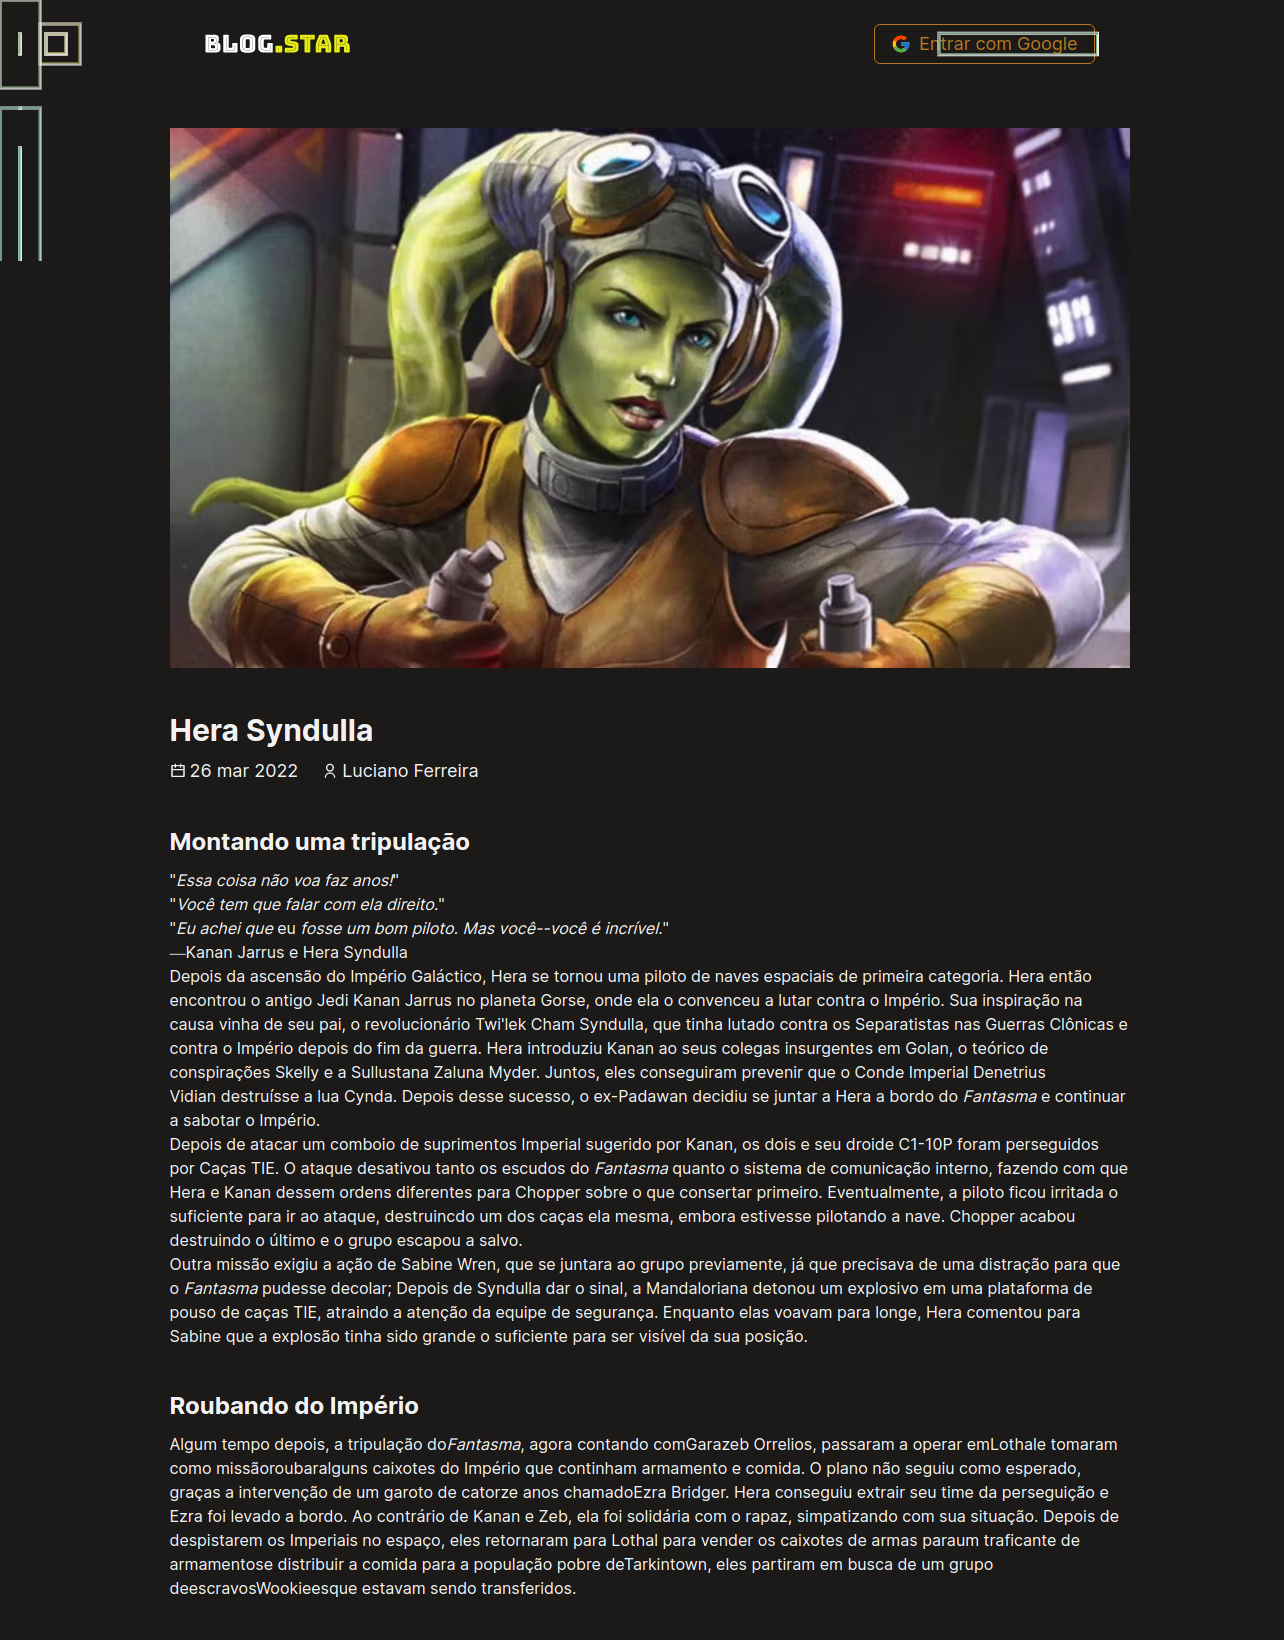 BLOG.STAR
Entrar com Google
Hera Syndulla
26 mar 2022 Luciano Ferreira
Montando uma tripulação
"Essa coisa não voa faz anos!"
"Você tem que falar com ela direito."
"Eu achei que eu fosse um bom piloto. Mas você--você é incrível."
—Kanan Jarrus e Hera Syndulla
Depois da ascensão do Império Galáctico, Hera se tornou uma piloto de naves espaciais de primeira categoria. Hera então
encontrou o antigo Jedi Kanan Jarrus no planeta Gorse, onde ela o convenceu a lutar contra o Império. Sua inspiração na
causa vinha de seu pai, o revolucionário Twi'lek Cham Syndulla, que tinha lutado contra os Separatistas nas Guerras Clônicas e
contra o Império depois do fim da guerra. Hera introduziu Kanan ao seus colegas insurgentes em Golan, o teórico de
conspirações Skelly e a Sullustana Zaluna Myder. Juntos, eles conseguiram prevenir que o Conde Imperial Denetrius
Vidian destruísse a lua Cynda. Depois desse sucesso, o ex-Padawan decidiu se juntar a Hera a bordo do Fantasma e continuar
a sabotar o Império.
Depois de atacar um comboio de suprimentos Imperial sugerido por Kanan, os dois e seu droide C1-10P foram perseguidos
por Caças TIE. O ataque desativou tanto os escudos do Fantasma quanto o sistema de comunicação interno, fazendo com que
Hera e Kanan dessem ordens diferentes para Chopper sobre o que consertar primeiro. Eventualmente, a piloto ficou irritada o
suficiente para ir ao ataque, destruincdo um dos caças ela mesma, embora estivesse pilotando a nave. Chopper acabou
destruindo o último e o grupo escapou a salvo.
Outra missão exigiu a ação de Sabine Wren, que se juntara ao grupo previamente, já que precisava de uma distração para que
o Fantasma pudesse decolar; Depois de Syndulla dar o sinal, a Mandaloriana detonou um explosivo em uma plataforma de
pouso de caças TIE, atraindo a atenção da equipe de segurança. Enquanto elas voavam para longe, Hera comentou para
Sabine que a explosão tinha sido grande o suficiente para ser visível da sua posição.
Roubando do Império
Algum tempo depois, a tripulação doFantasma, agora contando comGarazeb Orrelios, passaram a operar emLothale tomaram
como missãoroubaralguns caixotes do Império que continham armamento e comida. O plano não seguiu como esperado,
graças a intervenção de um garoto de catorze anos chamadoEzra Bridger. Hera conseguiu extrair seu time da perseguição e
Ezra foi levado a bordo. Ao contrário de Kanan e Zeb, ela foi solidária com o rapaz, simpatizando com sua situação. Depois de
despistarem os Imperiais no espaço, eles retornaram para Lothal para vender os caixotes de armas paraum traficante de
armamentose distribuir a comida para a população pobre deTarkintown, eles partiram em busca de um grupo
deescravosWookieesque estavam sendo transferidos.